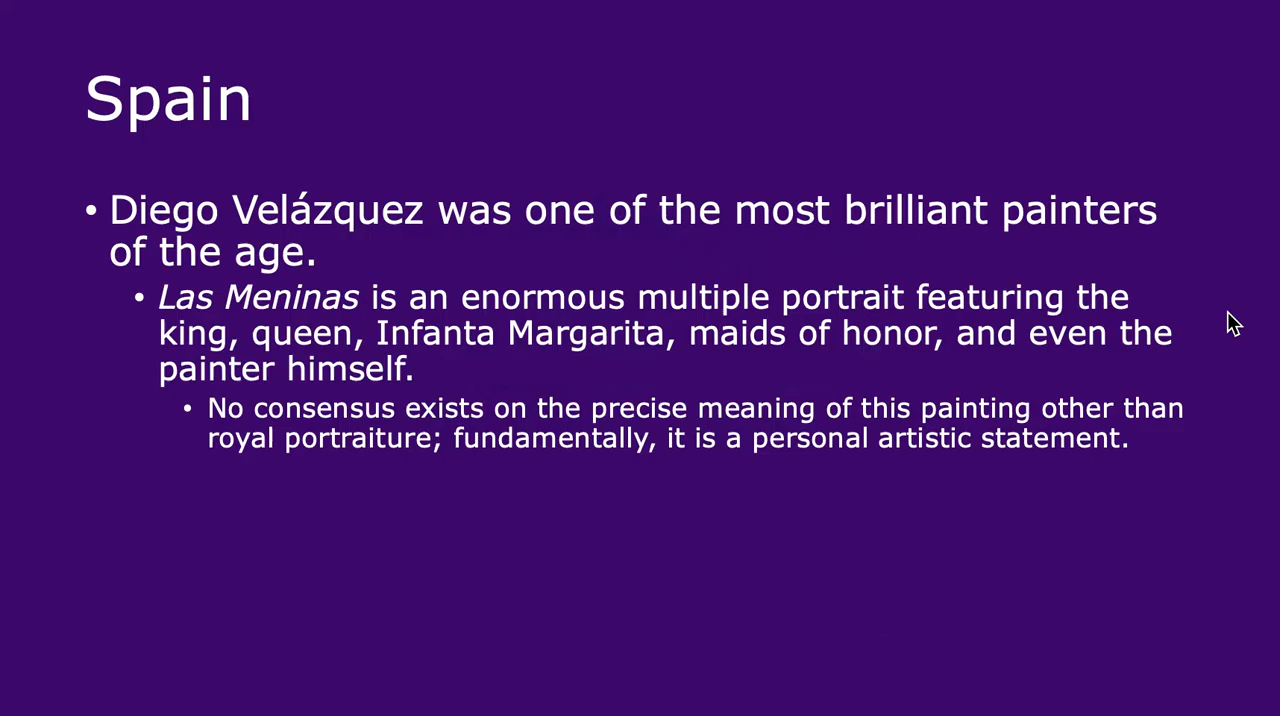 Spain
• Diego Velázquez was one of the most brilliant painters
of the age.
• Las Meninas is an enormous multiple portrait featuring the
king, queen, Infanta Margarita, maids of honor, and even the
painter himself.
• No consensus exists on the precise meaning of this painting other than
royal portraiture; fundamentally, it is a personal artistic statement.